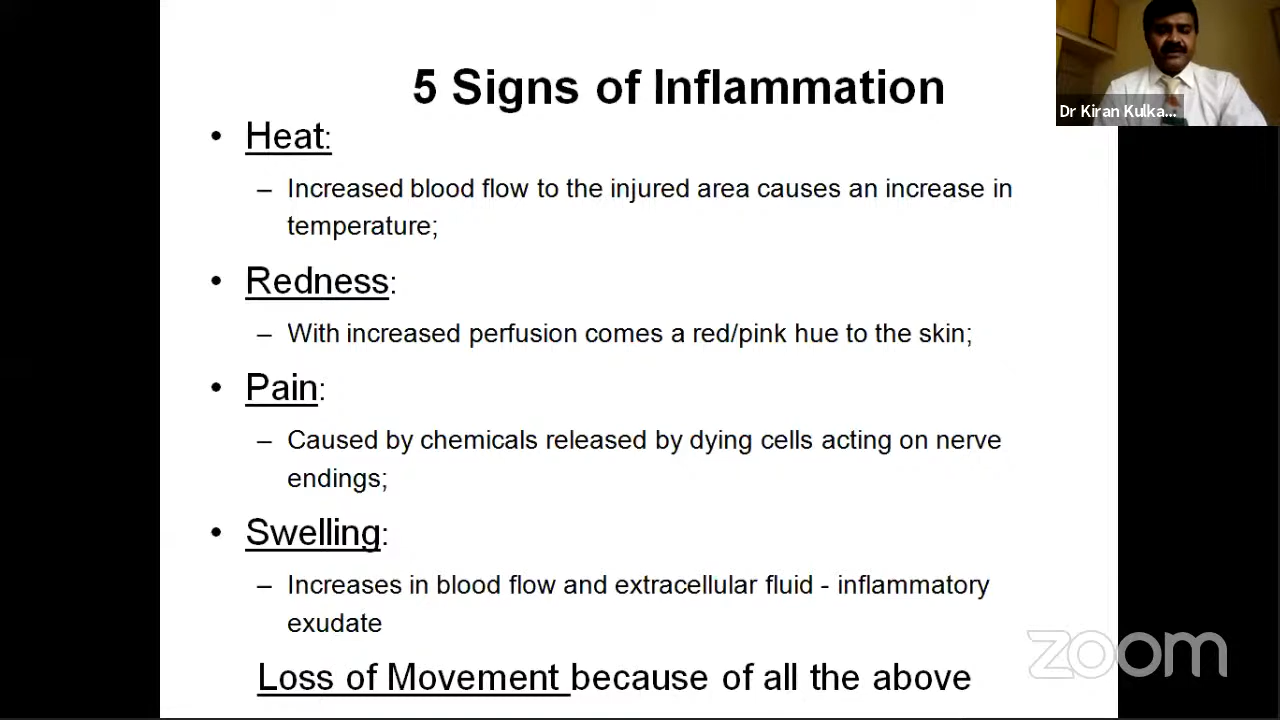 5 Signs of Inflammation
Dr Kiran Kulka...
• Heat:
– Increased blood flow to the injured area causes an increase in
temperature;
• Redness:
– With increased perfusion comes a red/pink hue to the skin;
• Pain:
– Caused by chemicals released by dying cells acting on nerve
endings;
• Swelling:
– Increases in blood flow and extracellular fluid - inflammatory
exudate
Loss of Movement because of all the above
zoom